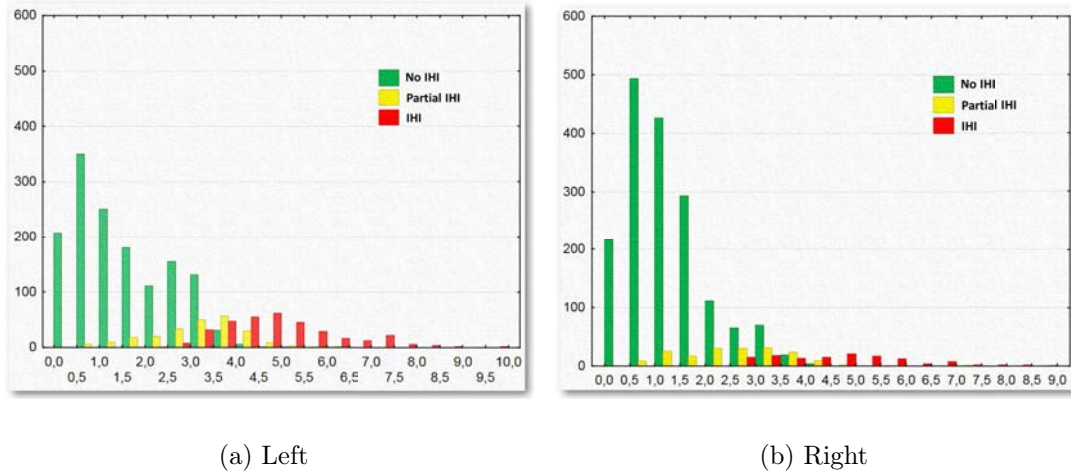 600
500
400
300
200
100
0
No IHI
Partial IHI
IHI
0,0 1,0 2,0 3,0 4,0 5,0 6,0 7,0 8,0 9,0 10,0
0,5 1,5 2,5 3,5 4,5 5,5 6,5 7,5 8,5 9,5
600
500
400
300
200
100
0
No IHI
Partial IHI
IHI
0,0 0,5 1,0 1,5 2,0 2,5 3,0 3,5 4,0 4,5 5,0 5,5 6,0 6,5 7,0 7,5 8,0 8,5 9,0
(a) Left
(b) Right